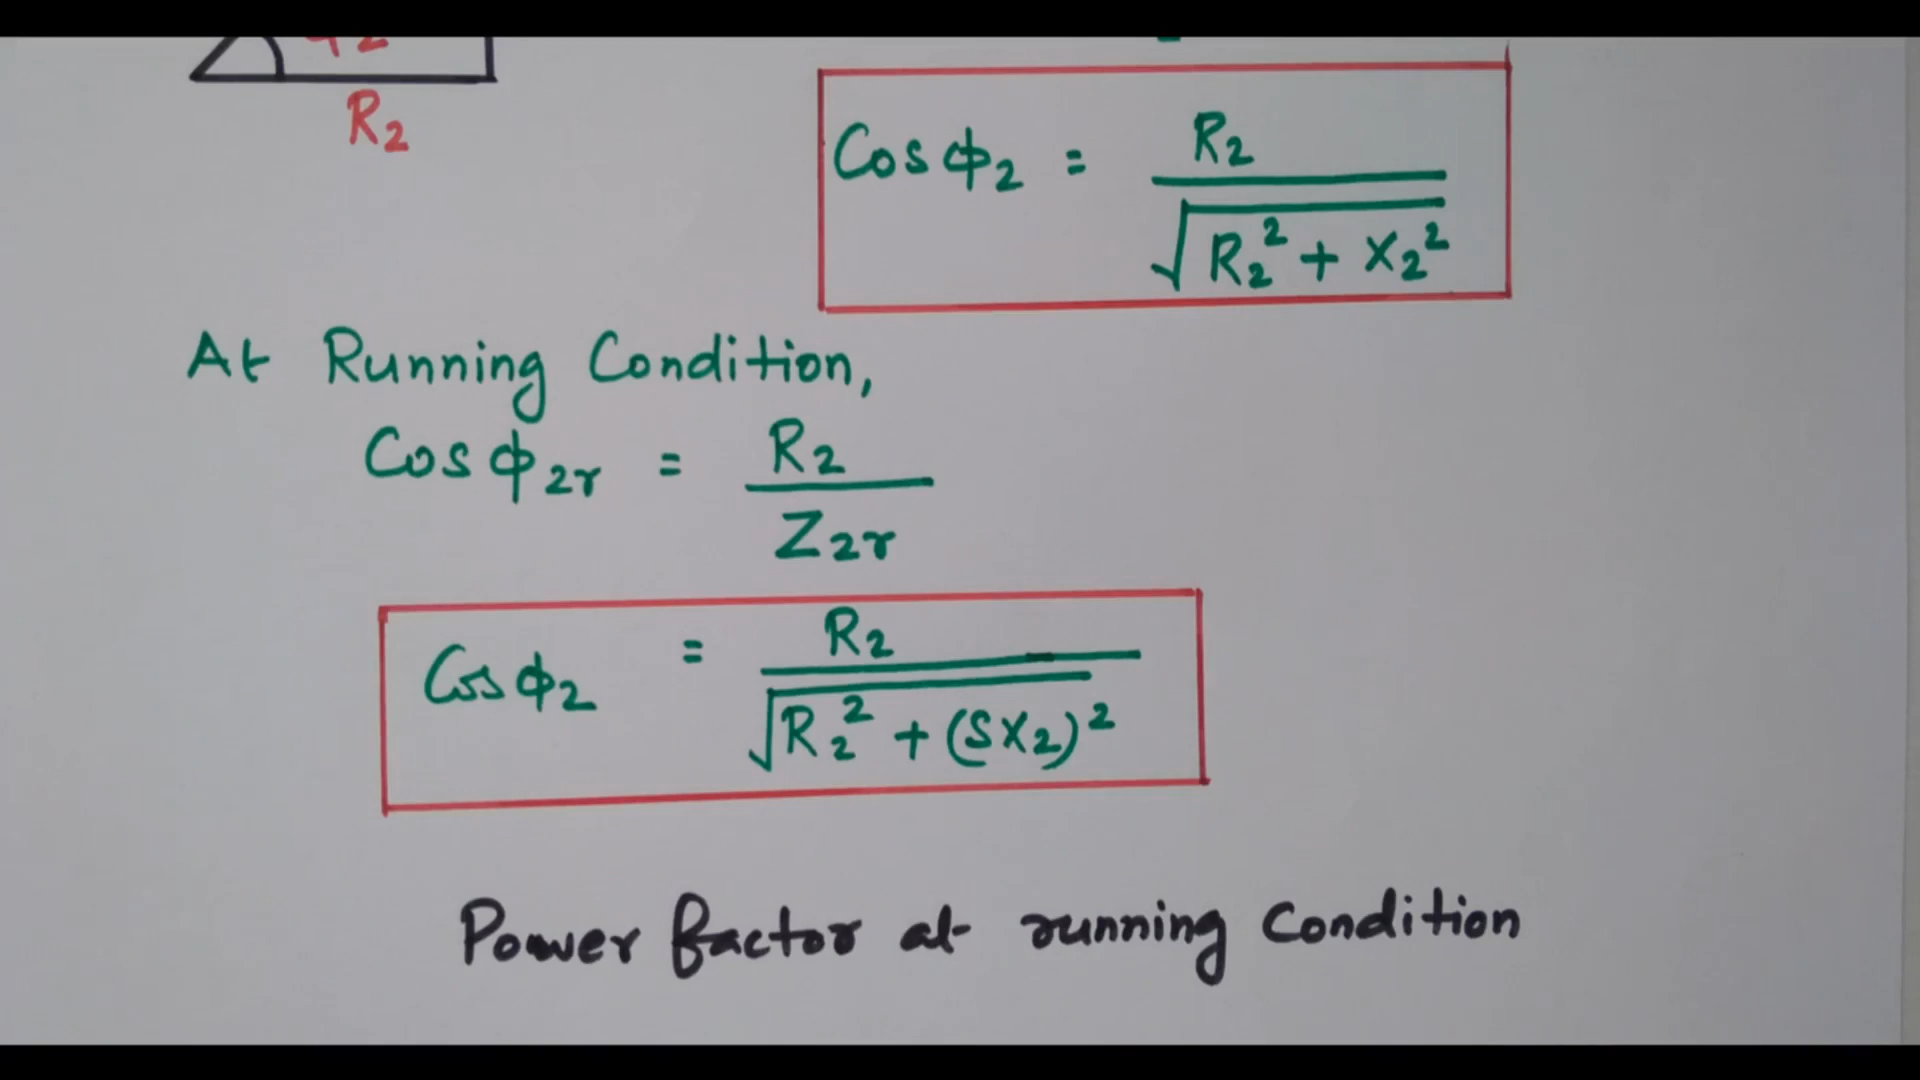 R₂
Cos ϕ₂ = R₂ / √(R₂² + X₂²)
At Running Condition,
Cos ϕ₂r = R₂ / Z₂r
Cos ϕ₂ = R₂ / √(R₂² + (SX₂)²)
Power factor at running Condition